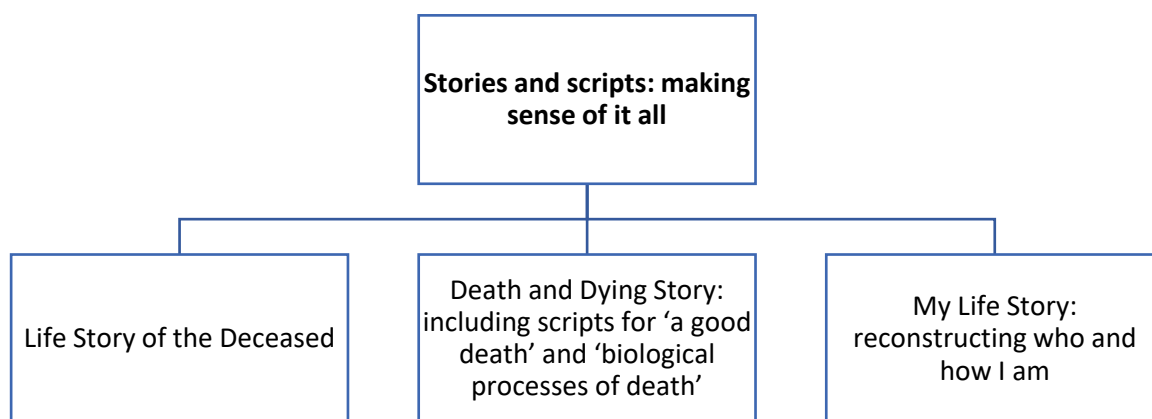 Stories and scripts: making
sense of it all
Life Story of the Deceased
Death and Dying Story:
including scripts for ‘a good
death’ and ‘biological
processes of death’
My Life Story:
reconstructing who and
how I am